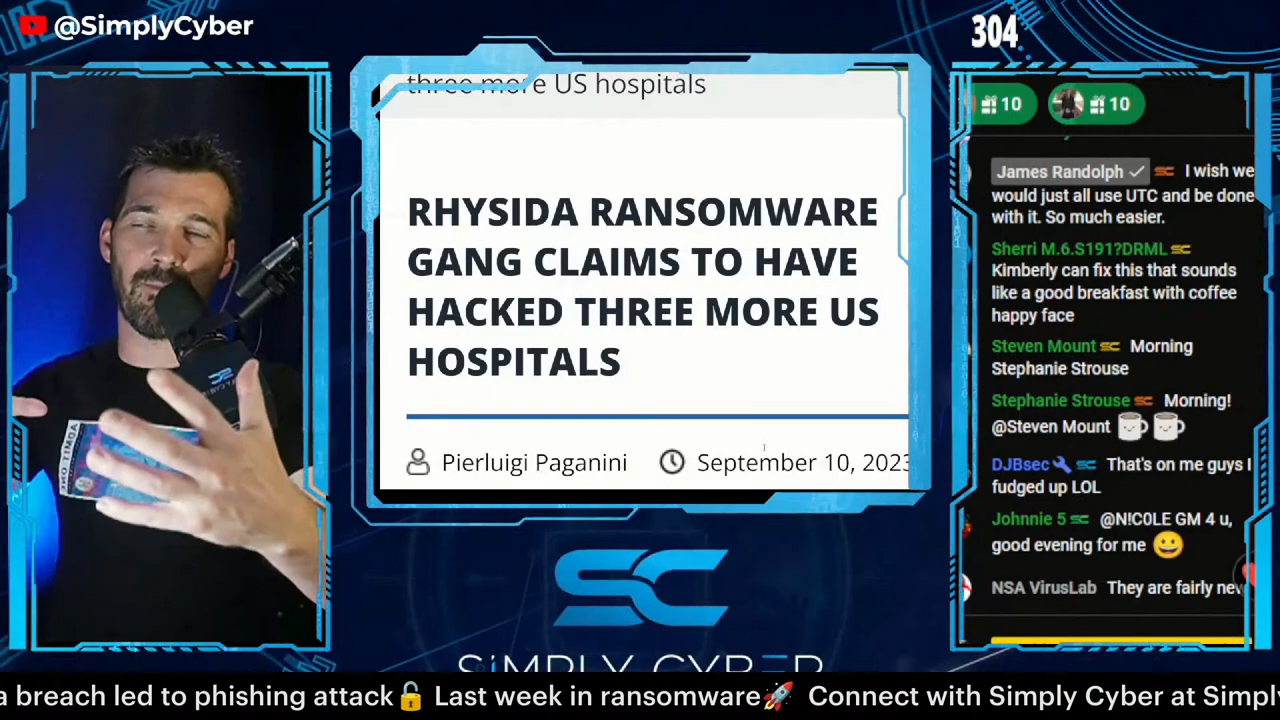 @SimplyCyber
304
three more US hospitals
RHYSIDA RANSOMWARE
GANG CLAIMS TO HAVE
HACKED THREE MORE US
HOSPITALS
Pierluigi Paganini
September 10, 2023
SC
SIMPLY CYBER
10
10
James Randolph I wish we
would just all use UTC and be done
with it. So much easier.
Sherri M.6.S191?DRML
Kimberly can fix this that sounds
like a good breakfast with coffee
happy face
Steven Mount Morning
Stephanie Strouse
Stephanie Strouse Morning!
@Steven Mount
DJBsec That's on me guys I
fudged up LOL
Johnnie 5 @N!C0LE GM 4 u,
good evening for me
NSA VirusLab They are fairly new
a breach led to phishing attack🔓 Last week in ransomware🚀 Connect with Simply Cyber at Simpl